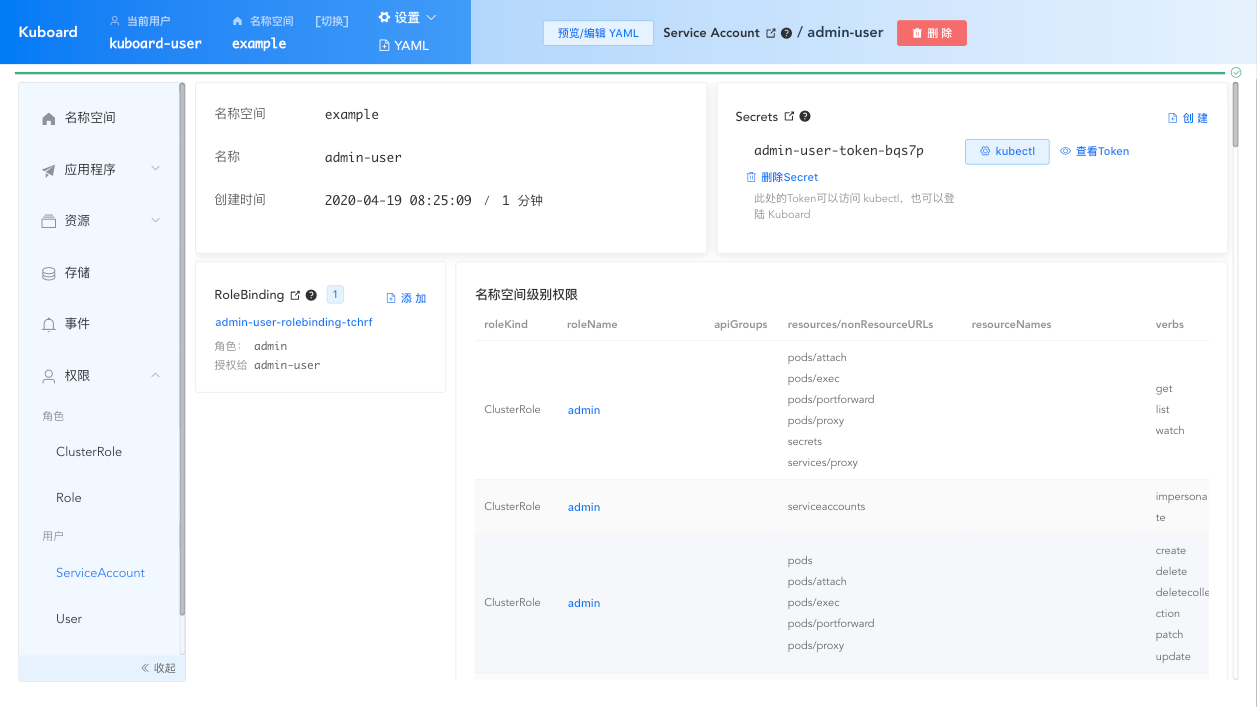 Kuboard
当前用户
kuboard-user
名称空间 [切换]
example
设置
YAML
预览/编辑 YAML
Service Account / admin-user
删 除
名称空间
应用程序
资源
存储
事件
权限
角色
ClusterRole
Role
用户
ServiceAccount
User
收起
名称空间 example
名称 admin-user
创建时间 2020-04-19 08:25:09 / 1 分钟
Secrets
创 建
admin-user-token-bqs7p
kubectl
查看Token
删除Secret
此处的Token可以访问 kubectl，也可以登
陆 Kuboard
RoleBinding 1
添 加
admin-user-rolebinding-tchrf
角色： admin
授权给 admin-user
名称空间级别权限
roleKind roleName apiGroups resources/nonResourceURLs resourceNames verbs
ClusterRole
admin
pods/attach
pods/exec
pods/portforward
pods/proxy
secrets
services/proxy
get
list
watch
ClusterRole
admin
serviceaccounts
impersona
te
ClusterRole
admin
pods
pods/attach
pods/exec
pods/portforward
pods/proxy
create
delete
deletecolle
ction
patch
update